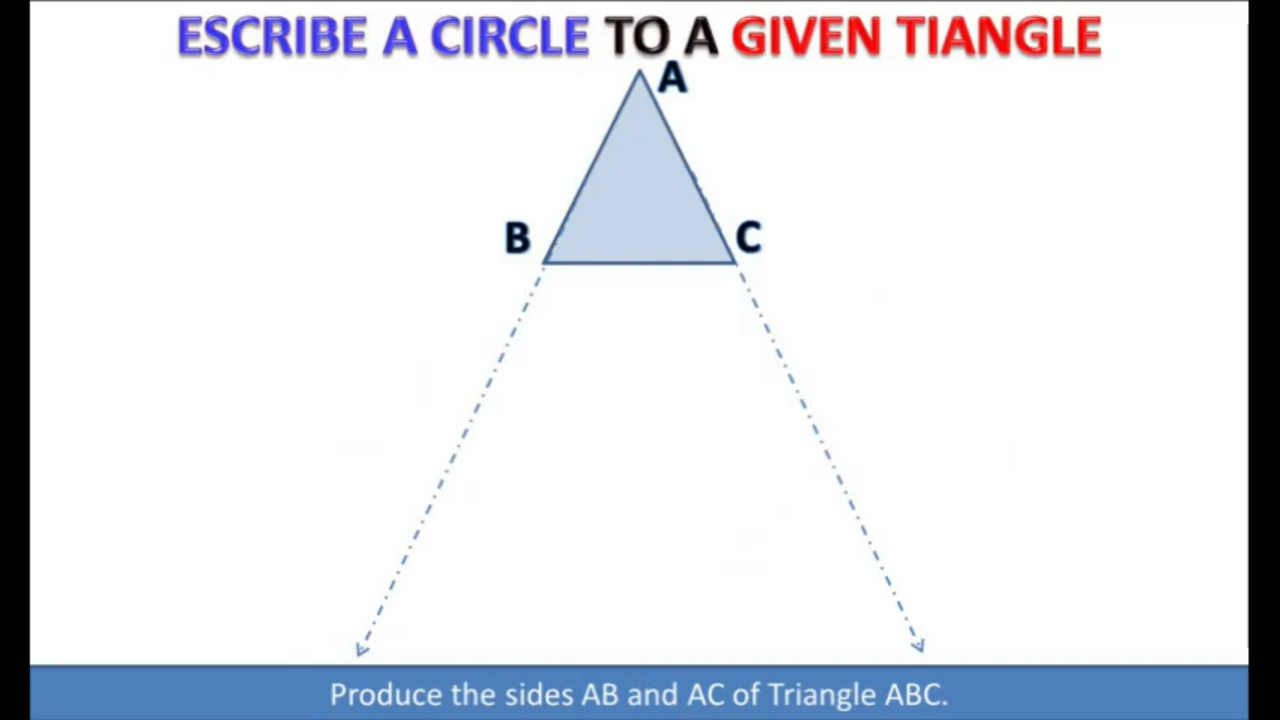 ESCRIBE A CIRCLE TO A GIVEN TIANGLE
A
B
C
Produce the sides AB and AC of Triangle ABC.